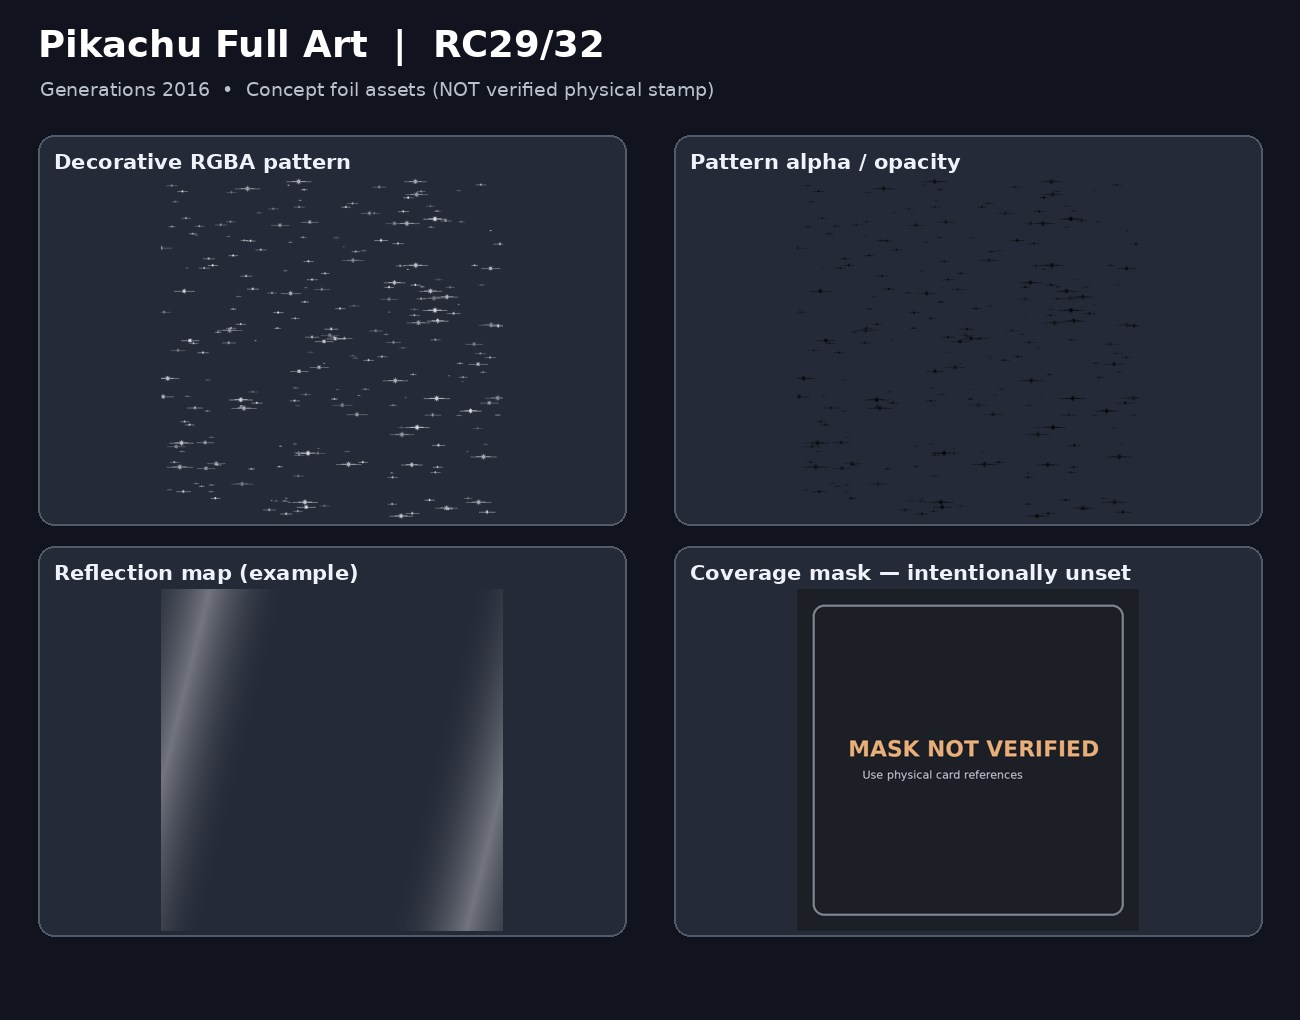 Pikachu Full Art | RC29/32
Generations 2016 • Concept foil assets (NOT verified physical stamp)
Decorative RGBA pattern
Pattern alpha / opacity
Reflection map (example)
Coverage mask — intentionally unset
MASK NOT VERIFIED
Use physical card references